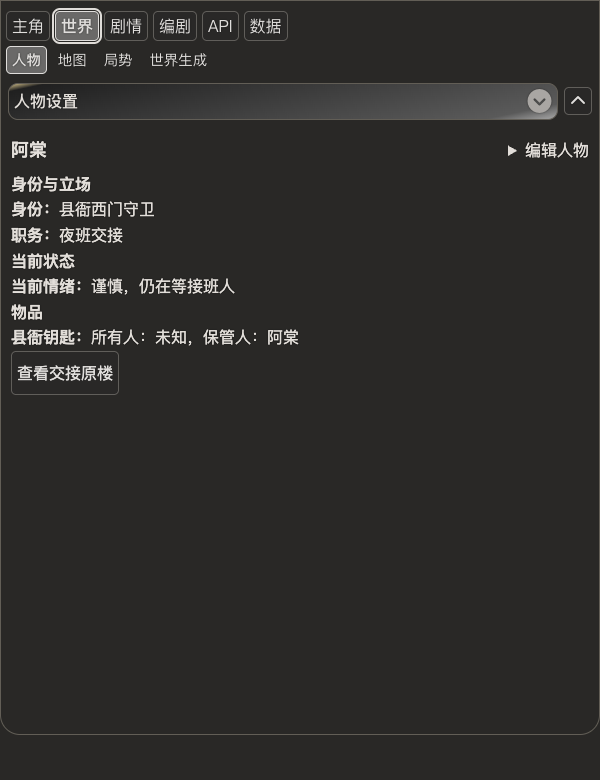 主角 世界 剧情 编剧 API 数据
人物 地图 局势 世界生成
人物设置
阿棠 ▶ 编辑人物
身份与立场
身份：县衙西门守卫
职务：夜班交接
当前状态
当前情绪：谨慎，仍在等接班人
物品
县衙钥匙：所有人：未知，保管人：阿棠
查看交接原楼